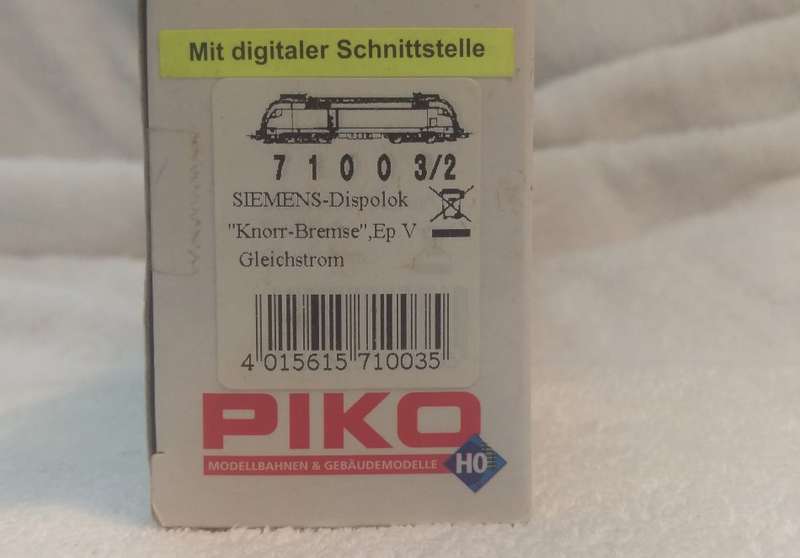 Mit digitaler Schnittstelle
7 1 0 0 3/2
SIEMENS-Dispolok
"Knorr-Bremse",Ep V
Gleichstrom
4 015615 710035
PIKO
MODELLBAHNEN & GEBÄUDEMODELLE
H0